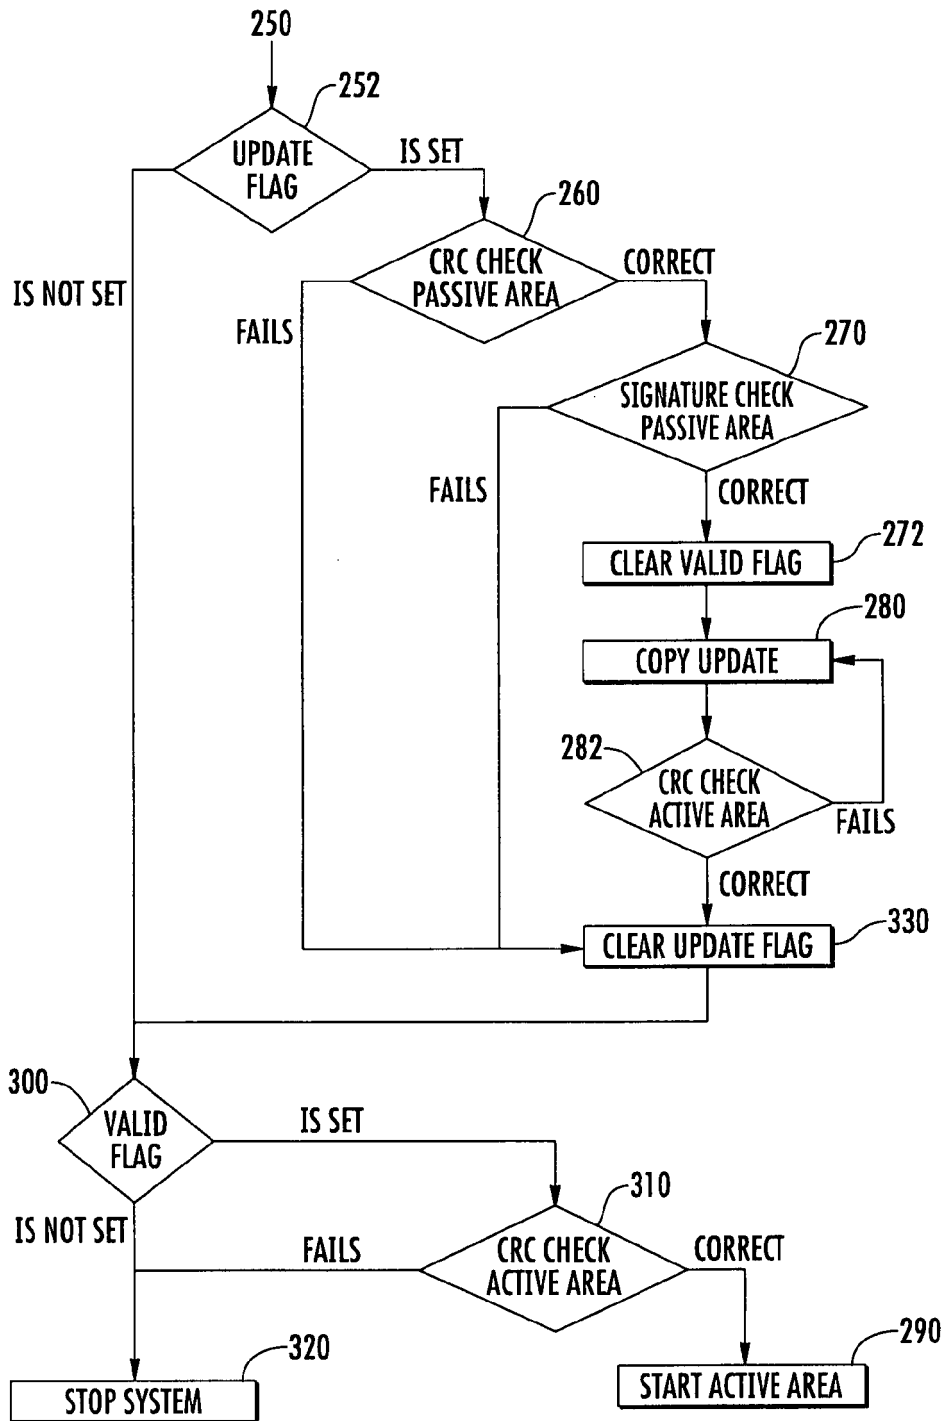 250
252
UPDATE
FLAG
IS SET
260
CRC CHECK
PASSIVE AREA
CORRECT
IS NOT SET
FAILS
270
SIGNATURE CHECK
PASSIVE AREA
FAILS
CORRECT
272
CLEAR VALID FLAG
280
COPY UPDATE
282
CRC CHECK
ACTIVE AREA
FAILS
CORRECT
330
CLEAR UPDATE FLAG
300
VALID
FLAG
IS SET
310
IS NOT SET
FAILS
CRC CHECK
ACTIVE AREA
CORRECT
320
STOP SYSTEM
290
START ACTIVE AREA